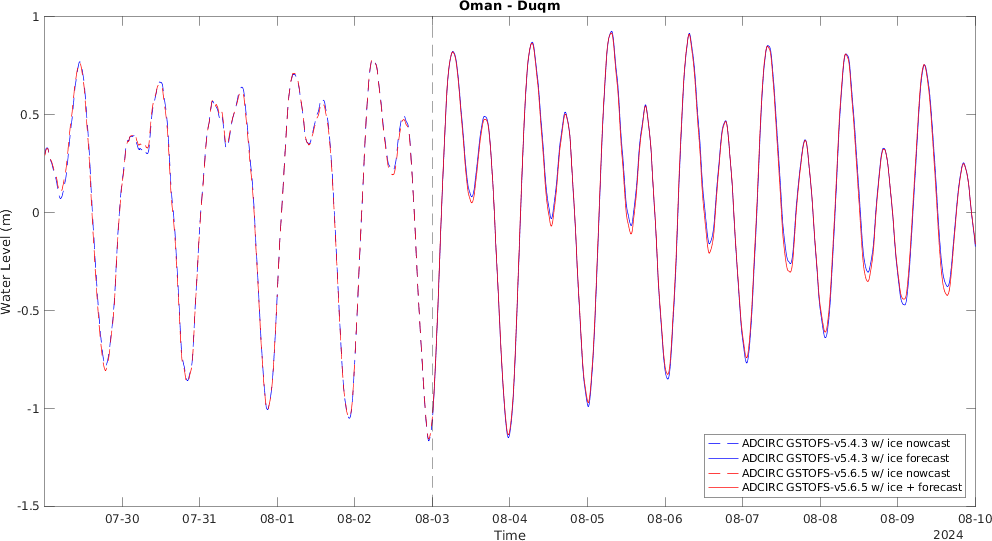 Oman - Duqm
1
0.5
0
-0.5
-1
-1.5
Water Level (m)
ADCIRC GSTOFS-v5.4.3 w/ ice nowcast
ADCIRC GSTOFS-v5.4.3 w/ ice forecast
ADCIRC GSTOFS-v5.6.5 w/ ice nowcast
ADCIRC GSTOFS-v5.6.5 w/ ice + forecast
07-30 07-31 08-01 08-02 08-03 08-04 08-05 08-06 08-07 08-08 08-09 08-10
Time 2024